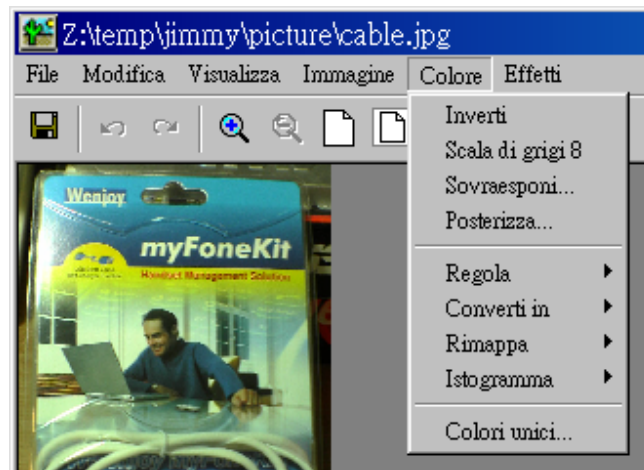 Z:\temp\jimmy\picture\cable.jpg
File Modifica Visualizza Immagine Colore Effetti
Inverti
Scala di grigi 8
Sovraesponi...
Posterizza...
Regola
Converti in
Rimappa
Istogramma
Colori unici...
Wenjoy
myFoneKit
Handset Management Solution